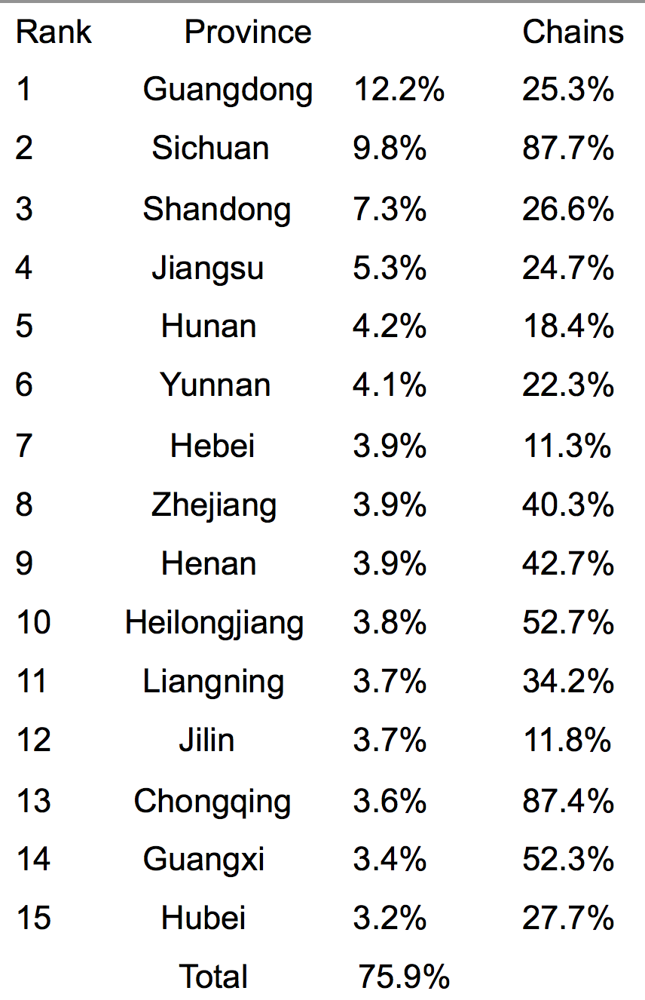 Rank Province Chains
1 Guangdong 12.2% 25.3%
2 Sichuan 9.8% 87.7%
3 Shandong 7.3% 26.6%
4 Jiangsu 5.3% 24.7%
5 Hunan 4.2% 18.4%
6 Yunnan 4.1% 22.3%
7 Hebei 3.9% 11.3%
8 Zhejiang 3.9% 40.3%
9 Henan 3.9% 42.7%
10 Heilongjiang 3.8% 52.7%
11 Liangning 3.7% 34.2%
12 Jilin 3.7% 11.8%
13 Chongqing 3.6% 87.4%
14 Guangxi 3.4% 52.3%
15 Hubei 3.2% 27.7%
Total 75.9%